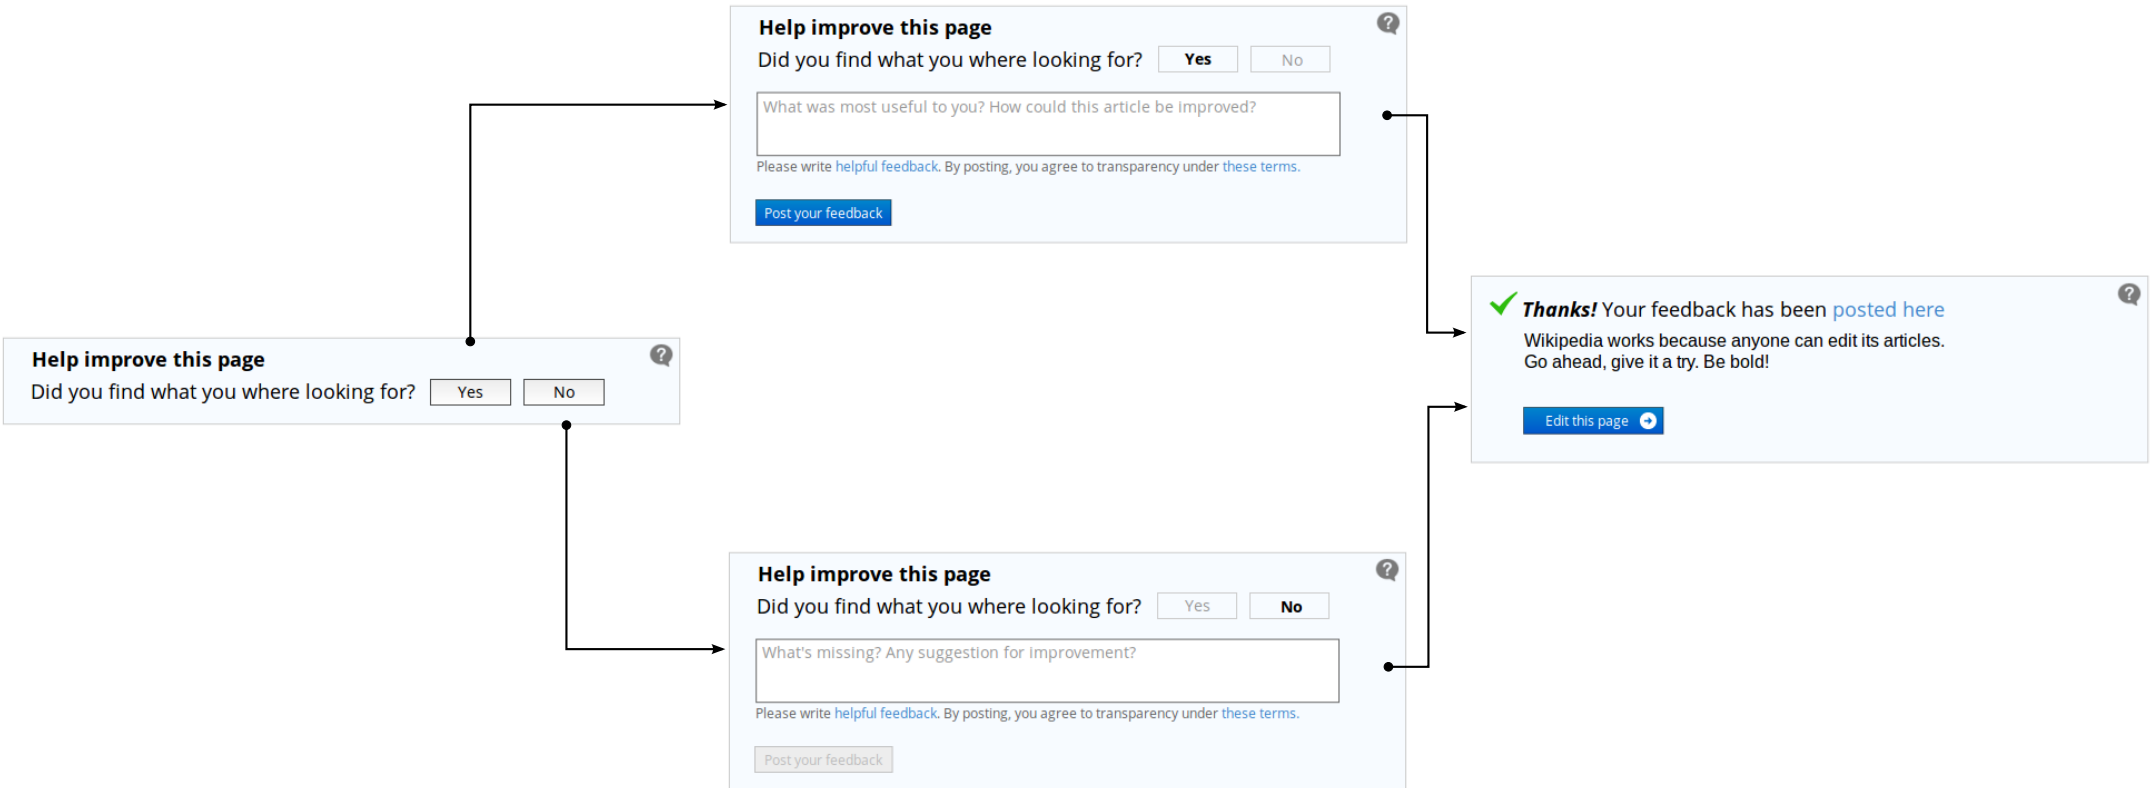 Help improve this page
Did you find what you where looking for? Yes No
Help improve this page
Did you find what you where looking for? Yes No
What was most useful to you? How could this article be improved?
Please write helpful feedback. By posting, you agree to transparency under these terms.
Post your feedback
Help improve this page
Did you find what you where looking for? Yes No
What's missing? Any suggestion for improvement?
Please write helpful feedback. By posting, you agree to transparency under these terms.
Post your feedback
Thanks! Your feedback has been posted here
Wikipedia works because anyone can edit its articles.
Go ahead, give it a try. Be bold!
Edit this page